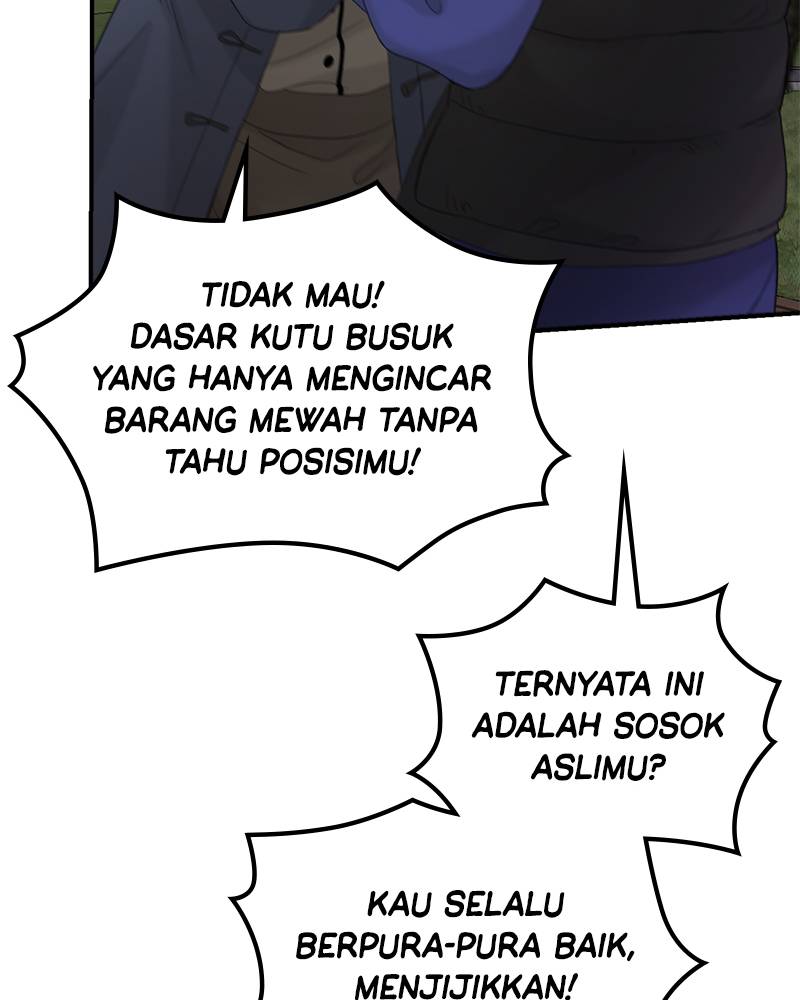 TIDAK MAU!
DASAR KUTU BUSUK
YANG HANYA MENGINCAR
BARANG MEWAH TANPA
TAHU POSISIMU!
TERNYATA INI
ADALAH SOSOK
ASLIMU?
KAU SELALU
BERPURA-PURA BAIK,
MENJIJIKKAN!